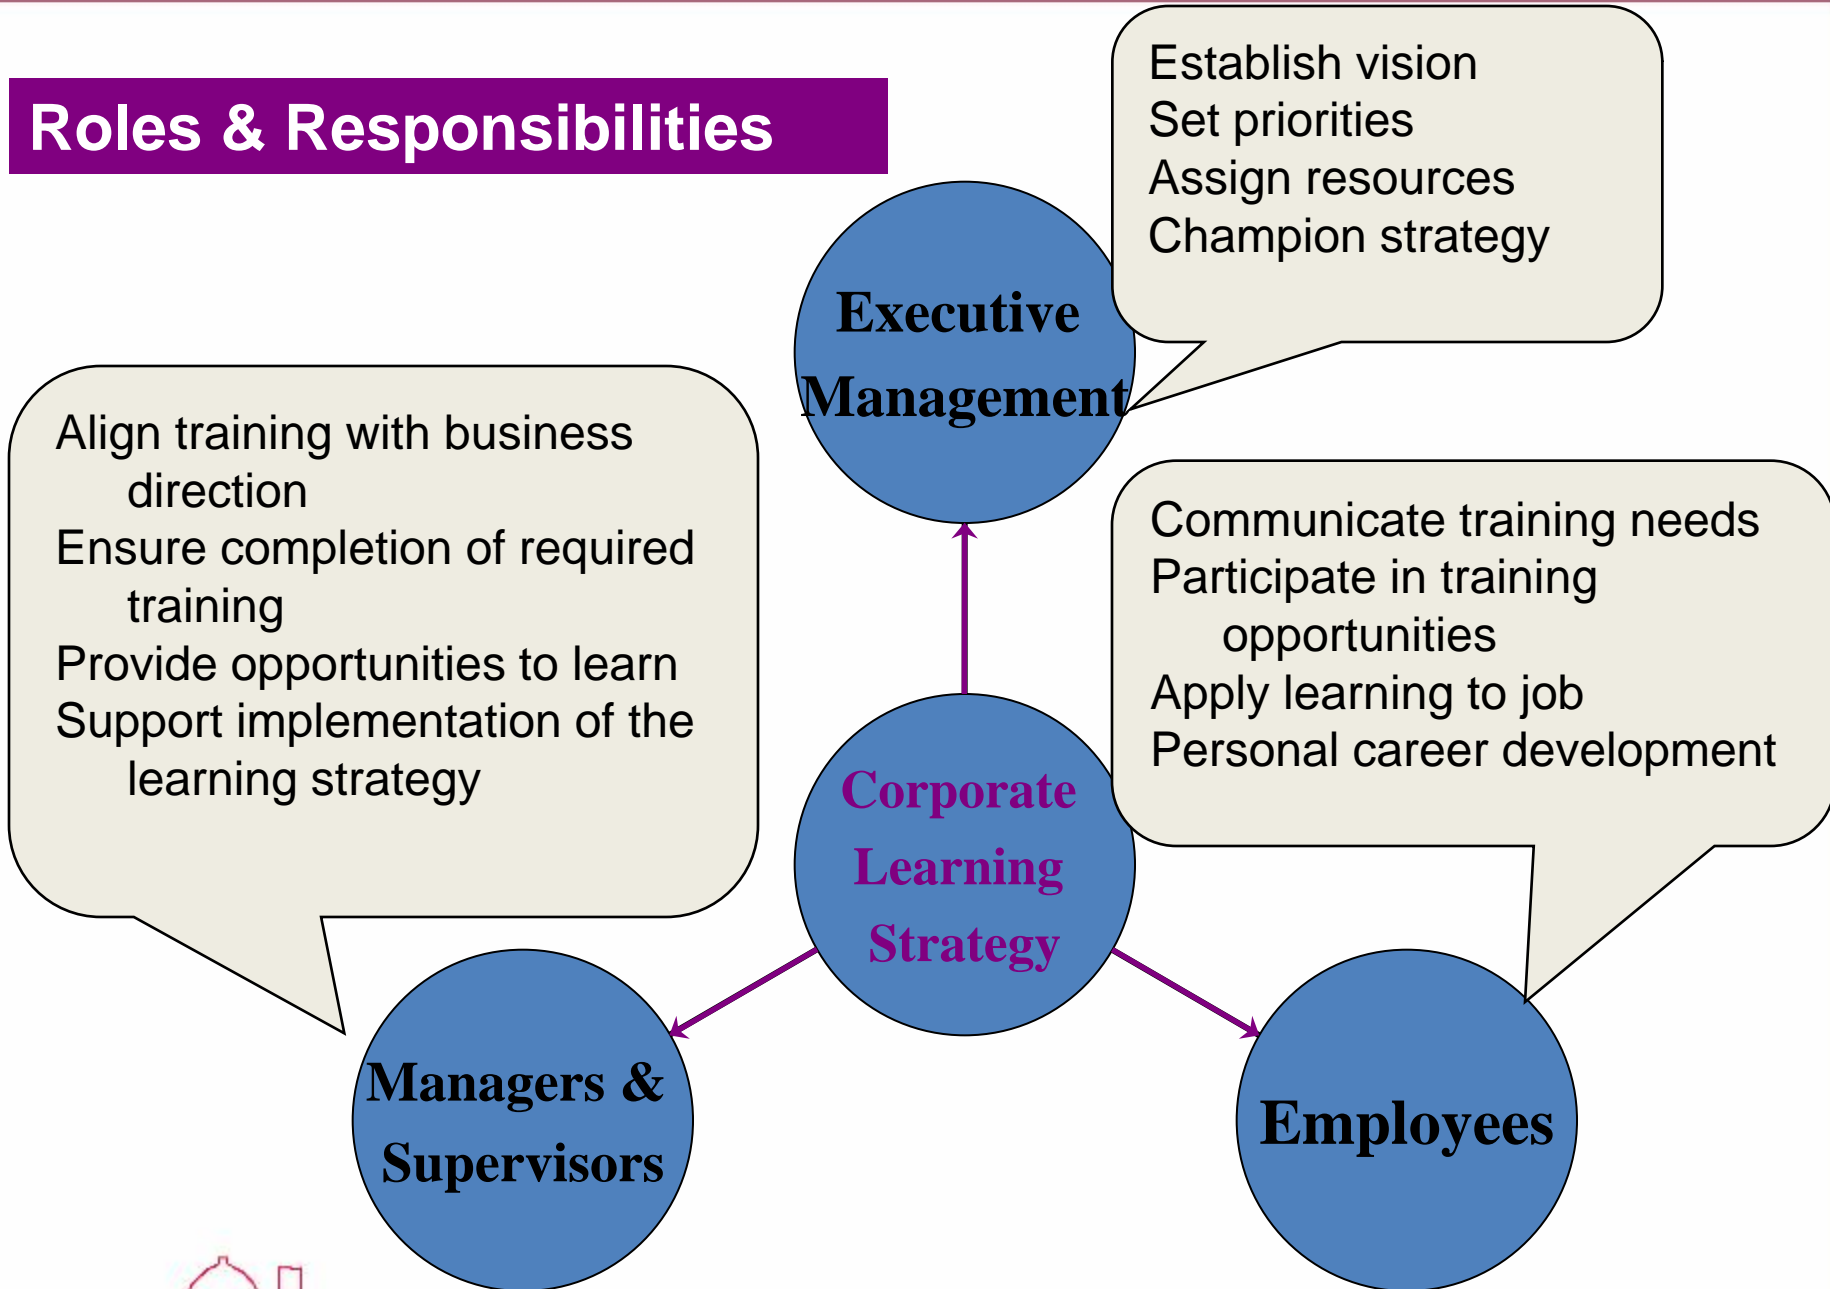 Roles & Responsibilities
Establish vision
Set priorities
Assign resources
Champion strategy
Executive
Management
Align training with business
direction
Ensure completion of required
training
Provide opportunities to learn
Support implementation of the
learning strategy
Communicate training needs
Participate in training
opportunities
Apply learning to job
Personal career development
Corporate
Learning
Strategy
Managers &
Supervisors
Employees